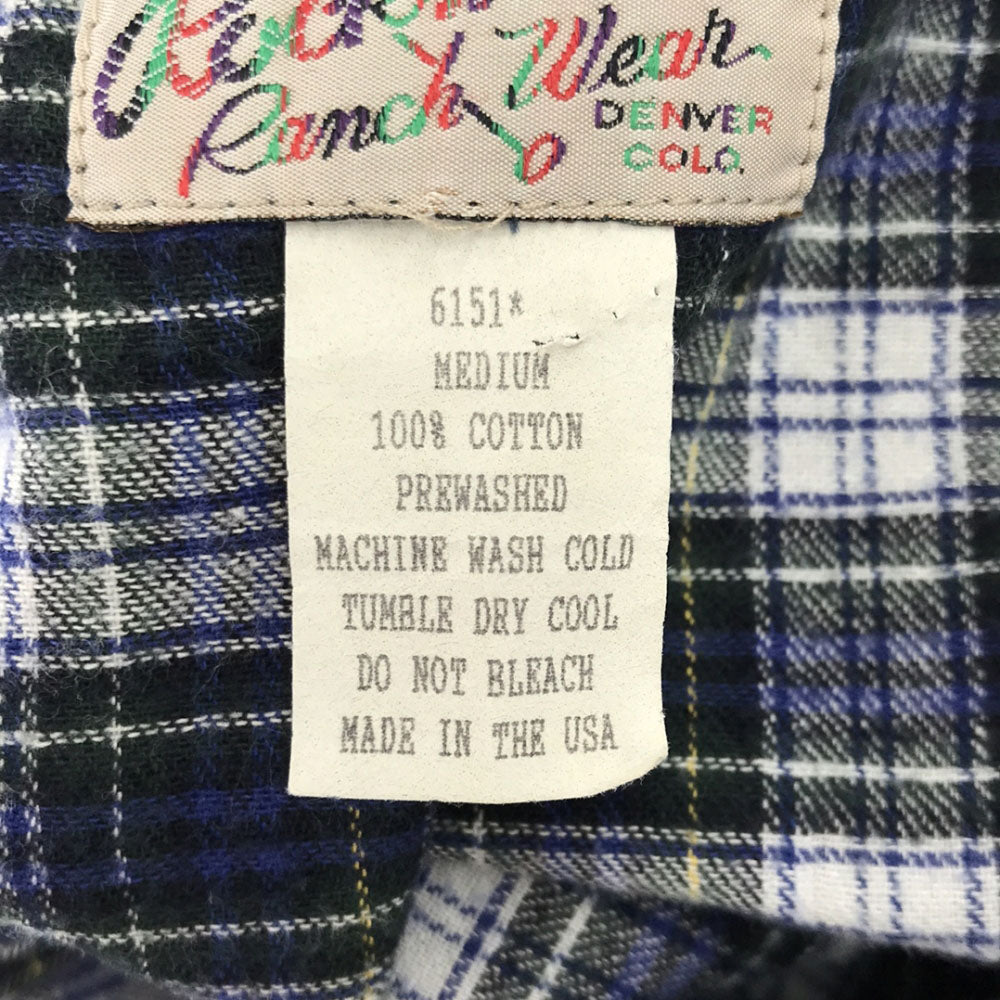 Ranch Wear
DENVER
COLO.
6151*
MEDIUM
100% COTTON
PREWASHED
MACHINE WASH COLD
TUMBLE DRY COOL
DO NOT BLEACH
MADE IN THE USA